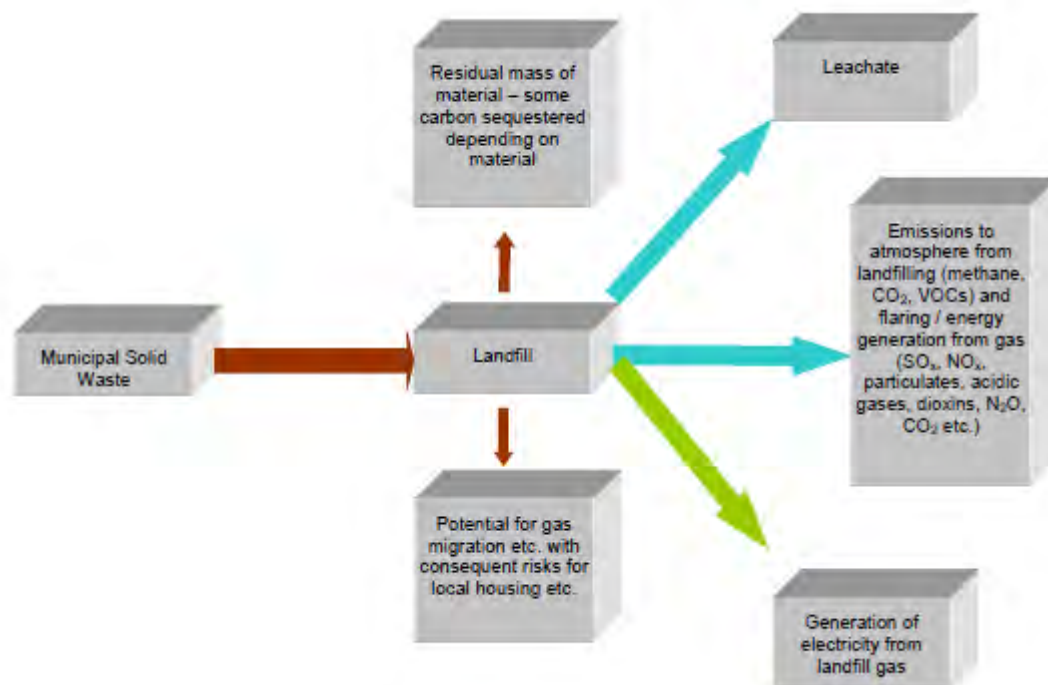 Residual mass of
material – some
carbon sequestered
depending on
material
Leachate
Emissions to
atmosphere from
landfilling (methane,
CO₂, VOCs) and
flaring / energy
generation from gas
(SOₓ, NOₓ,
particulates, acidic
gases, dioxins, N₂O,
CO₂ etc.)
Municipal Solid
Waste
Landfill
Potential for gas
migration etc. with
consequent risks for
local housing etc.
Generation of
electricity from
landfill gas